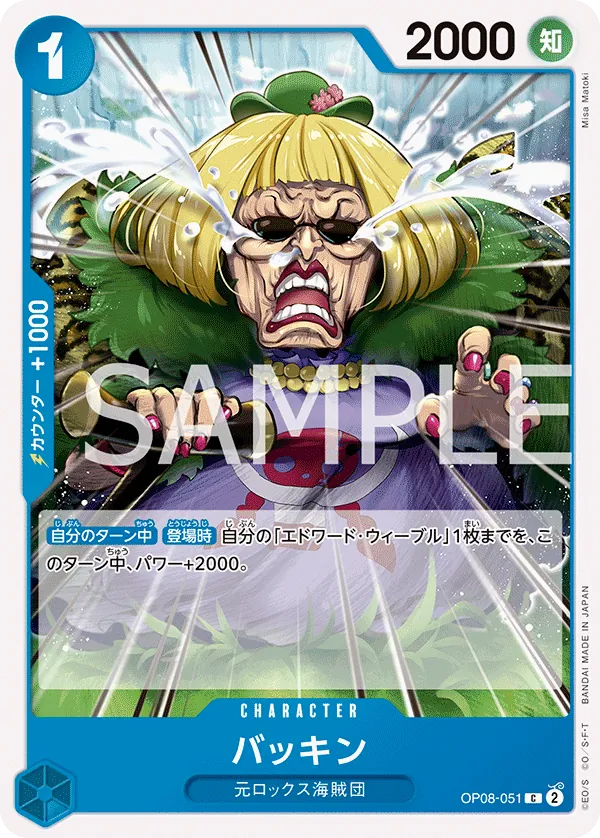 1
2000
知
Misa Matoki
カウンター +1000
SAMPLE
自分のターン中 登場時 自分の「エドワード・ウィーブル」1枚までを、こ
のターン中、パワー+2000。
CHARACTER
バッキン
元ロックス海賊団
OP08-051 C 2
©E.O/S ©O/S・F・T BANDAI MADE IN JAPAN